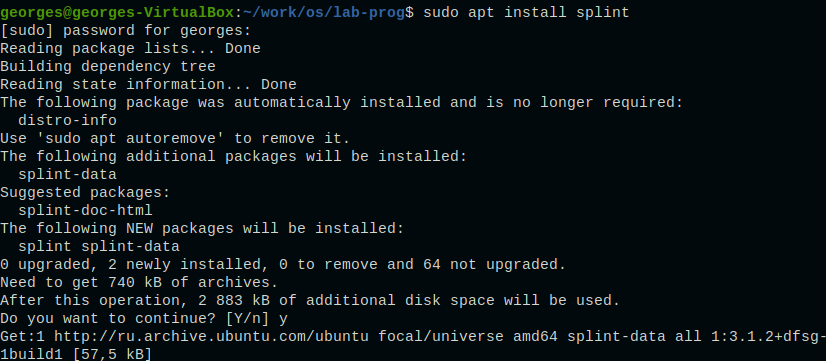 georges@georges-VirtualBox:~/work/os/lab-prog$ sudo apt install splint
[sudo] password for georges:
Reading package lists... Done
Building dependency tree
Reading state information... Done
The following package was automatically installed and is no longer required:
  distro-info
Use 'sudo apt autoremove' to remove it.
The following additional packages will be installed:
  splint-data
Suggested packages:
  splint-doc-html
The following NEW packages will be installed:
  splint splint-data
0 upgraded, 2 newly installed, 0 to remove and 64 not upgraded.
Need to get 740 kB of archives.
After this operation, 2 883 kB of additional disk space will be used.
Do you want to continue? [Y/n] y
Get:1 http://ru.archive.ubuntu.com/ubuntu focal/universe amd64 splint-data all 1:3.1.2+dfsg-
1build1 [57,5 kB]